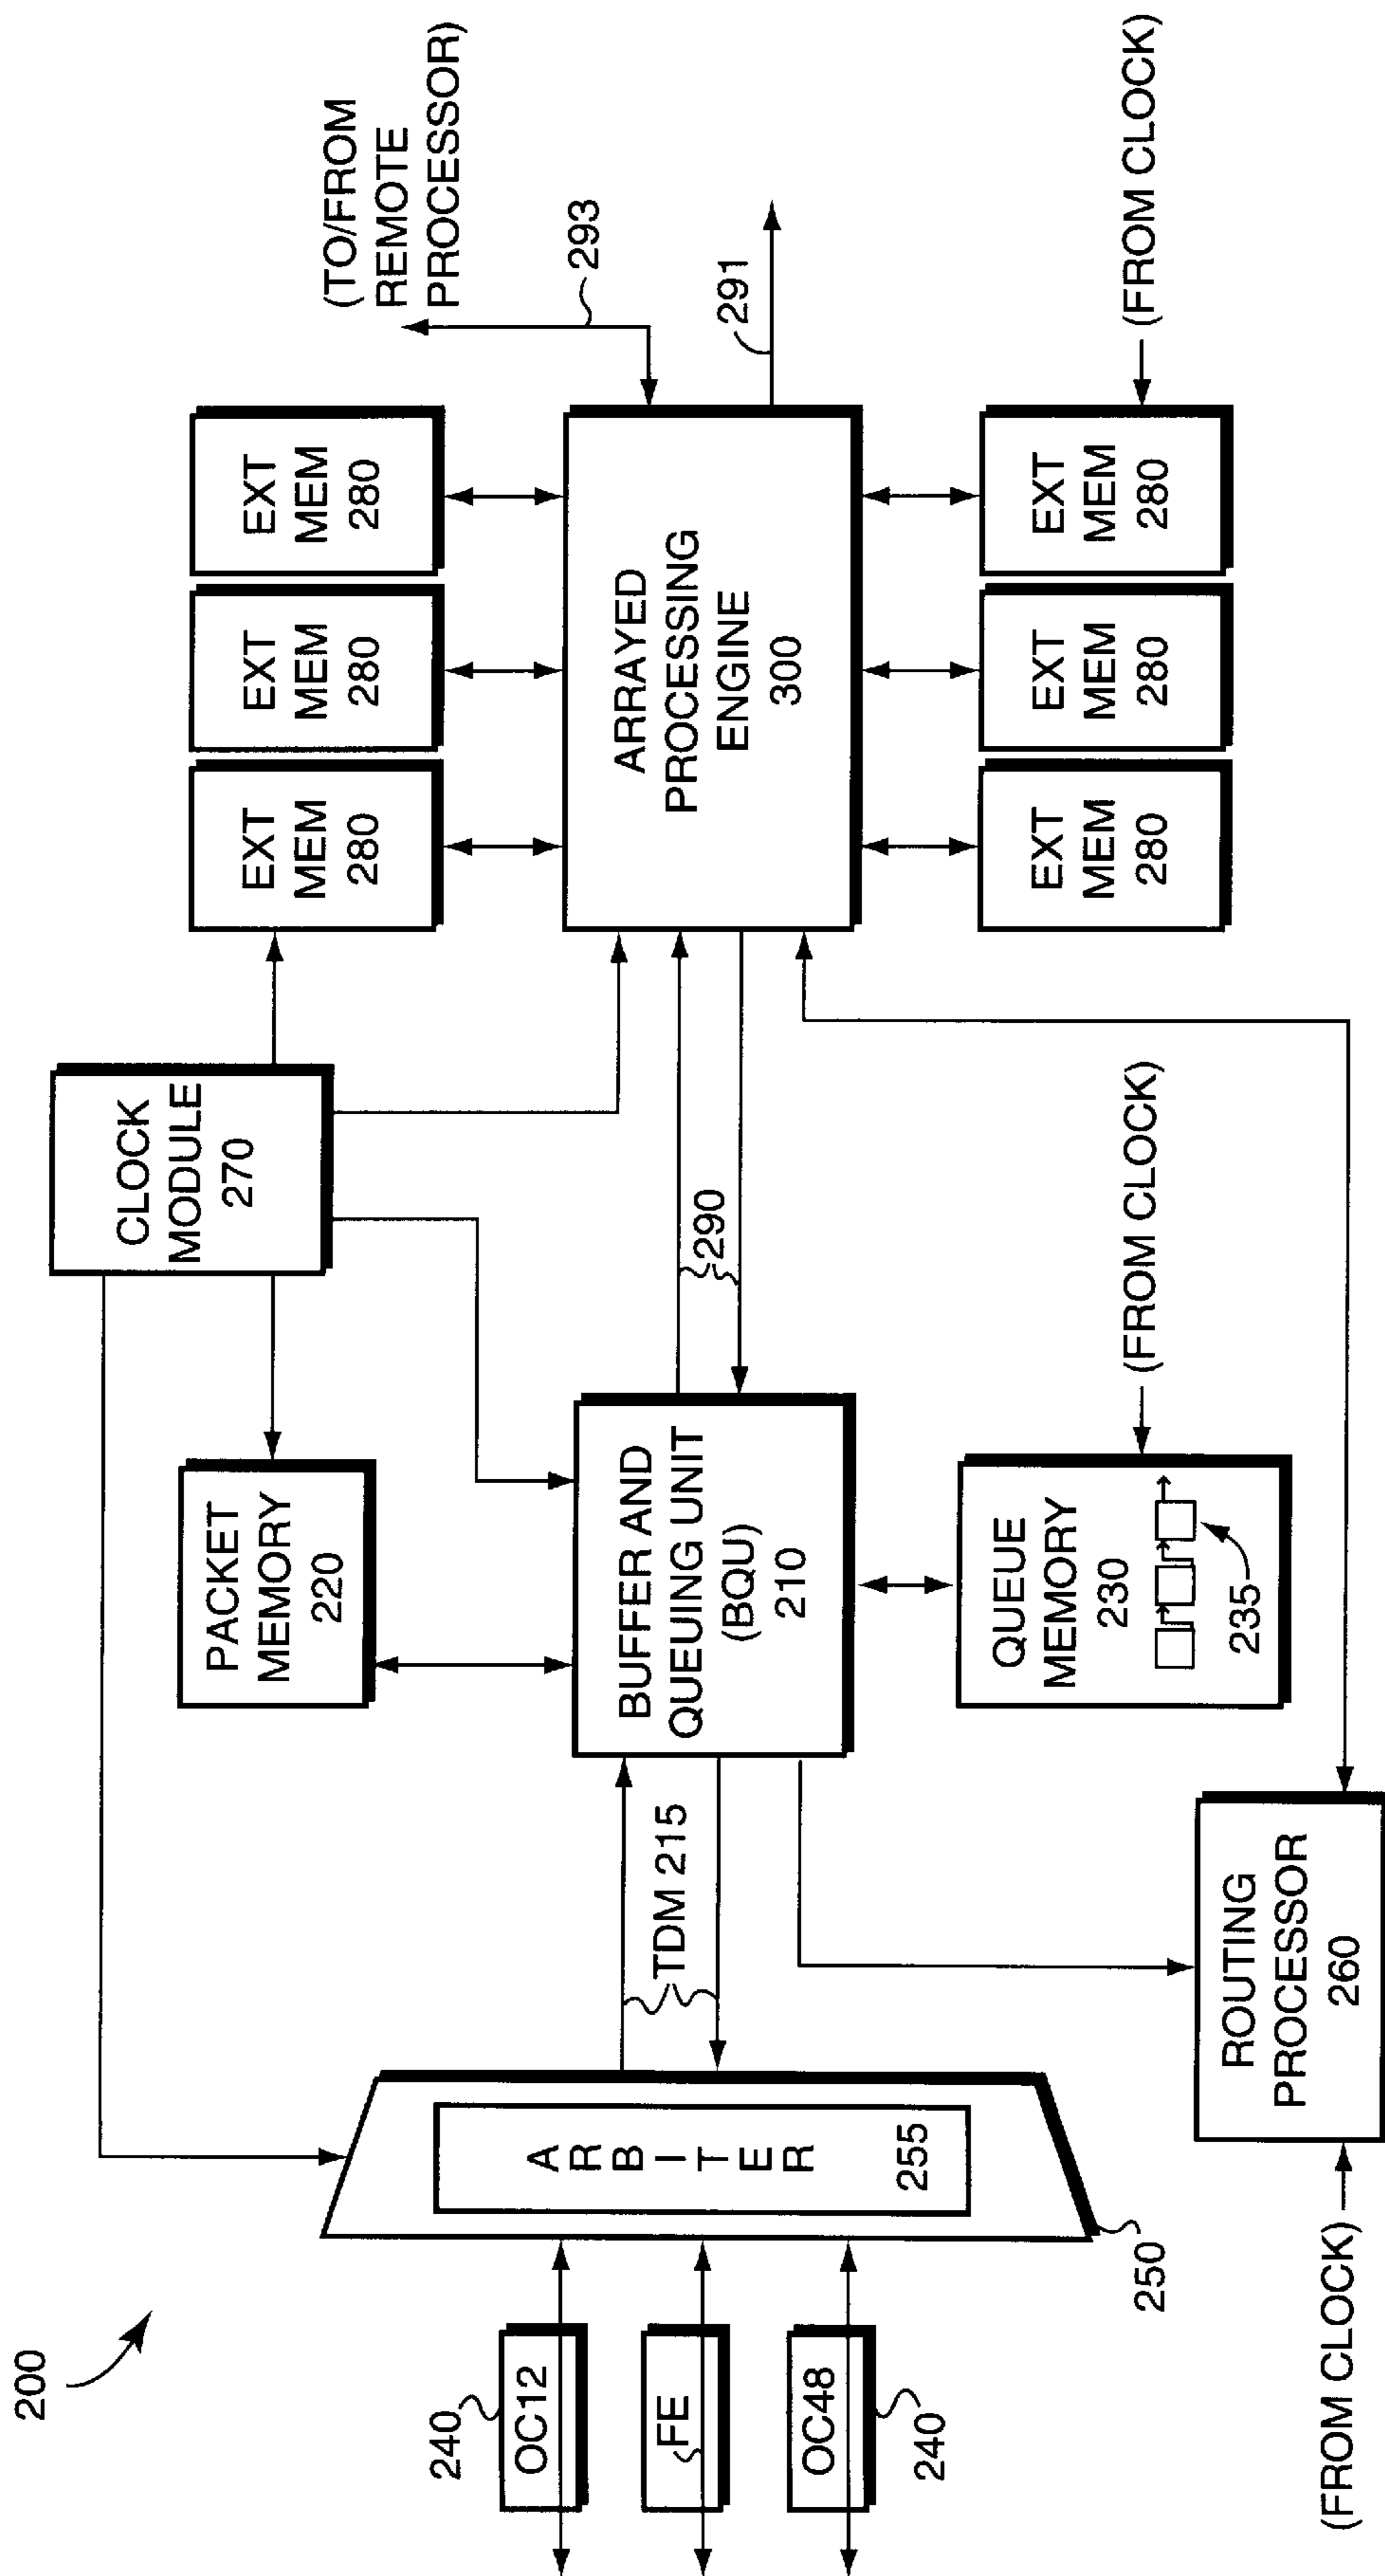 200
CLOCK
MODULE
270
(TO/FROM
REMOTE
PROCESSOR)
293
291
EXT
MEM
280
EXT
MEM
280
EXT
MEM
280
PACKET
MEMORY
220
240
OC12
FE
OC48
240
ARBITER
255
250
TDM 215
BUFFER AND
QUEUING UNIT
(BQU)
210
290
ARRAYED
PROCESSING
ENGINE
300
QUEUE
MEMORY
230
235
(FROM CLOCK)
EXT
MEM
280
EXT
MEM
280
EXT
MEM
280
(FROM CLOCK)
ROUTING
PROCESSOR
260
(FROM CLOCK)